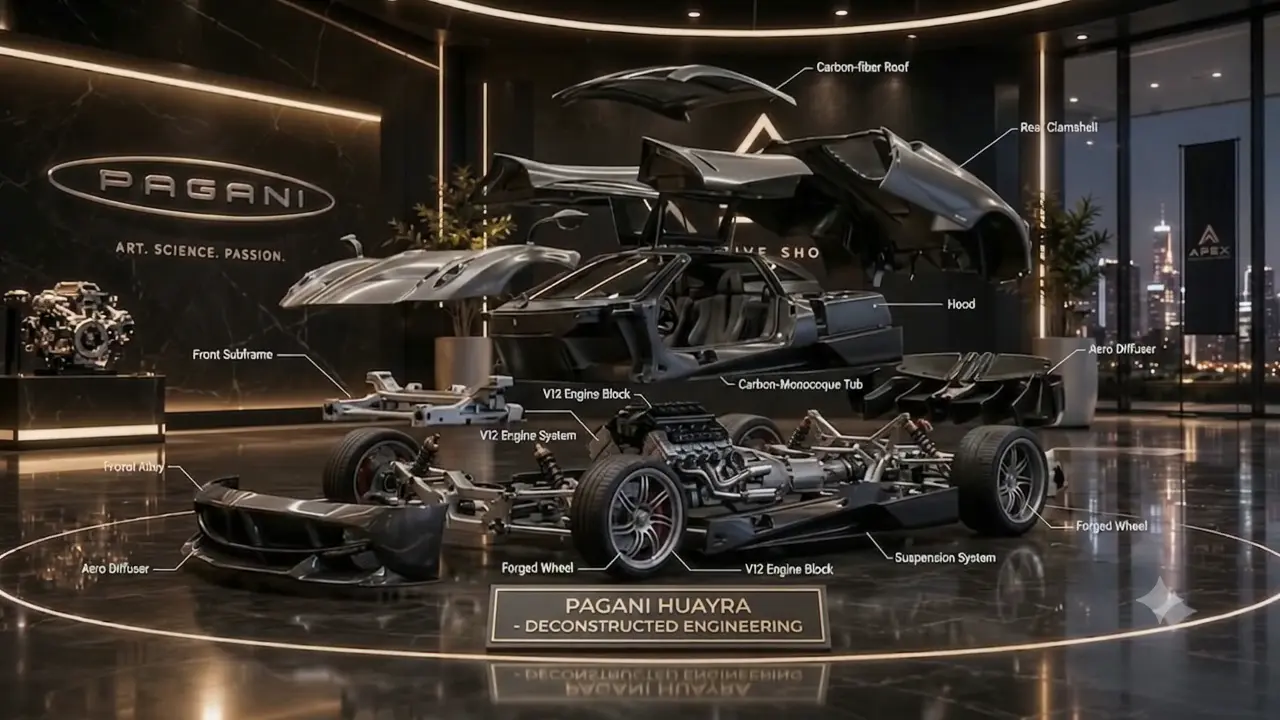 Carbon-fiber Roof
Rear Clamshell
PAGANI
ART. SCIENCE. PASSION.
IVE SHO
APEX
Hood
Front Subframe
Aero Diffuser
Carbon-Monocoque Tub
V12 Engine Block
V12 Engine System
Forged Wheel
Aero Diffuser
Forged Wheel
V12 Engine Block
Suspension System
PAGANI HUAYRA
- DECONSTRUCTED ENGINEERING